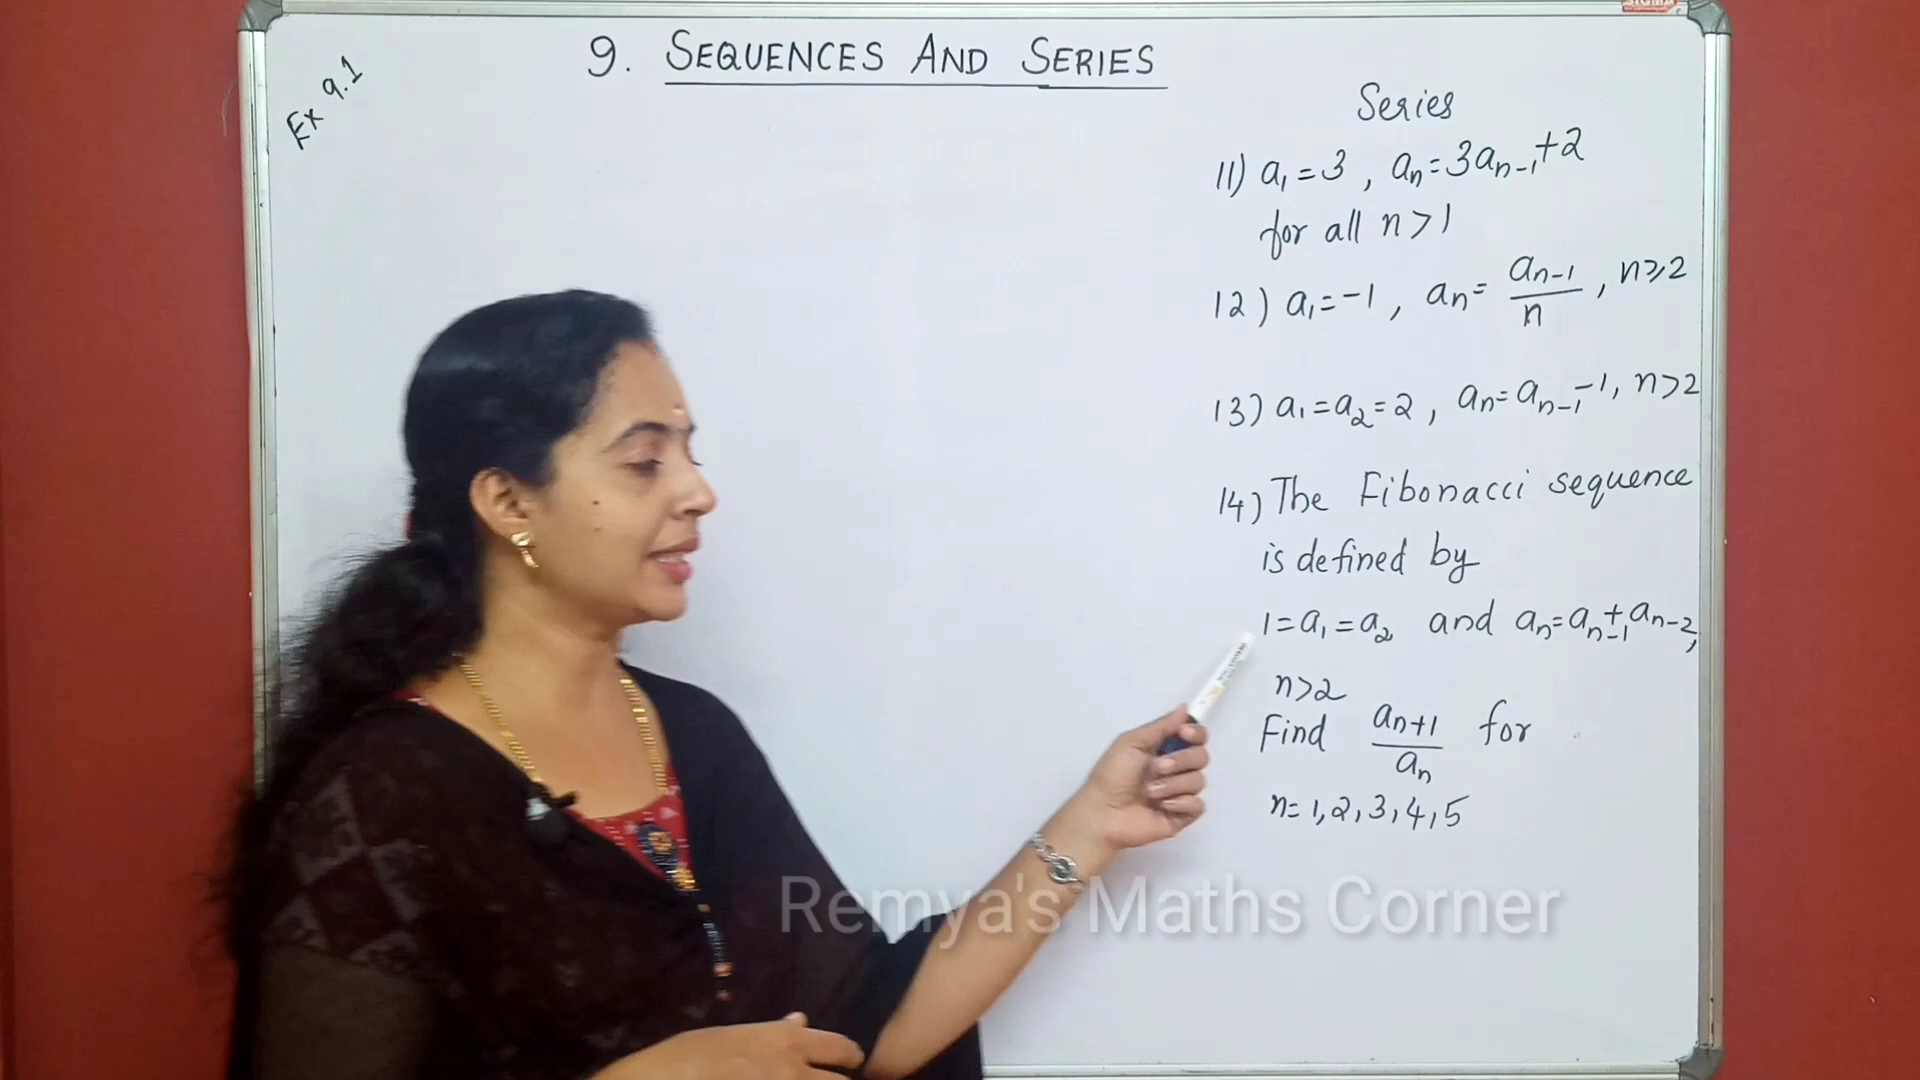 Ex 9.1
9. SEQUENCES AND SERIES
Series
11) a₁=3, aₙ=3aₙ₋₁+2
for all n>1
12) a₁=-1, aₙ= aₙ₋₁/n, n≥2
13) a₁=a₂=2, aₙ=aₙ₋₁-1, n>2
14) The Fibonacci sequence
is defined by
1=a₁=a₂ and aₙ=aₙ₋₁+aₙ₋₂,
n>2
Find aₙ₊₁/aₙ for
n=1,2,3,4,5
Remya's Maths Corner